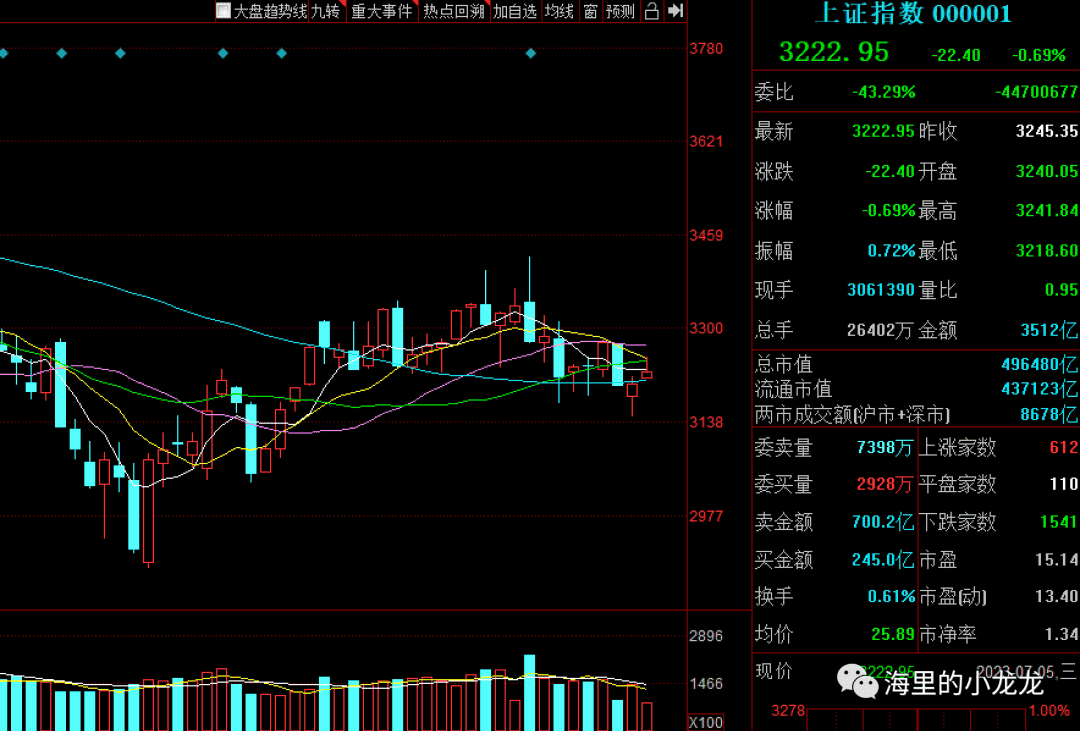 大盘趋势线 九转 重大事件 热点回溯 加自选 均线 窗 预测
3780
3621
3459
3300
3138
2977
2896
1466
X100
上证指数 000001
3222.95 -22.40 -0.69%
委比 -43.29% -44700677
最新 3222.95 昨收 3245.35
涨跌 -22.40 开盘 3240.05
涨幅 -0.69% 最高 3241.84
振幅 0.72% 最低 3218.60
现手 3061390 量比 0.95
总手 26402万 金额 3512亿
总市值 496480亿
流通市值 437123亿
两市成交额(沪市+深市) 8678亿
委卖量 7398万 上涨家数 612
委买量 2928万 平盘家数 110
卖金额 700.2亿 下跌家数 1541
买金额 245.0亿 市盈 15.14
换手 0.61% 市盈(动) 13.40
均价 25.89 市净率 1.34
现价 3222.95 2023-07-05,三
海里的小龙龙
3278 1.00%